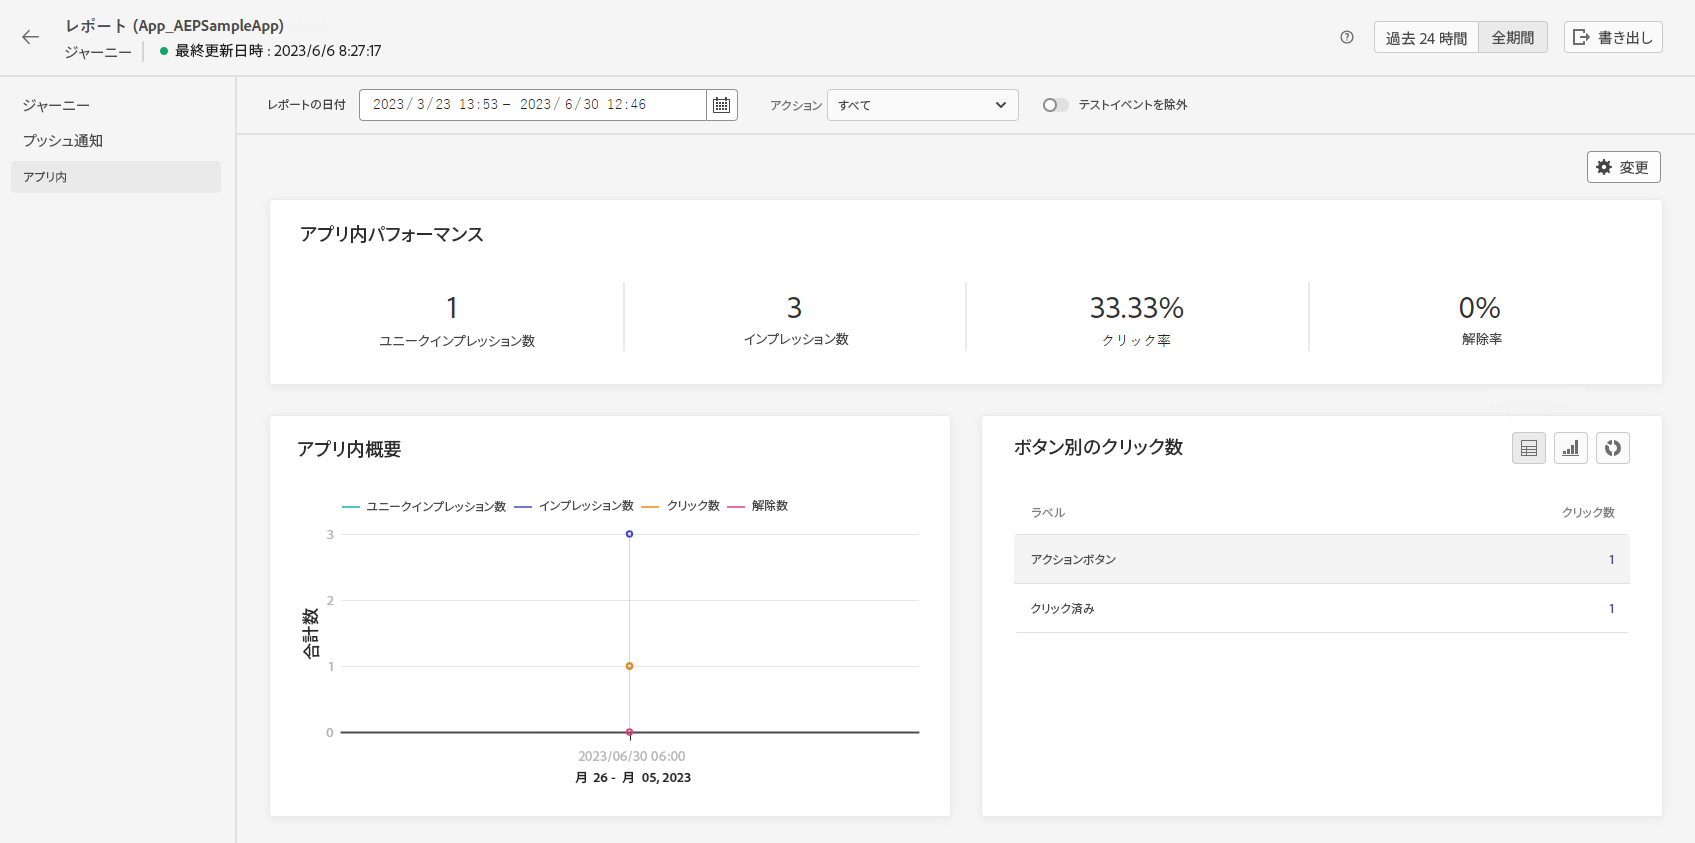 レポート (App_AEPSampleApp)
ジャーニー
最終更新日時 : 2023/6/6 8:27:17
過去 24 時間
全期間
書き出し
ジャーニー
プッシュ通知
アプリ内
レポートの日付
2023/ 3/23 13:53 – 2023/ 6/30 12:46
アクション
すべて
テストイベントを除外
変更
アプリ内パフォーマンス
1
ユニークインプレッション数
3
インプレッション数
33.33%
クリック率
0%
解除率
アプリ内概要
ユニークインプレッション数 インプレッション数 クリック数 解除数
3
2
1
0
合計数
2023/06/30 06:00
月 26 - 月 05, 2023
ボタン別のクリック数
ラベル クリック数
アクションボタン 1
クリック済み 1